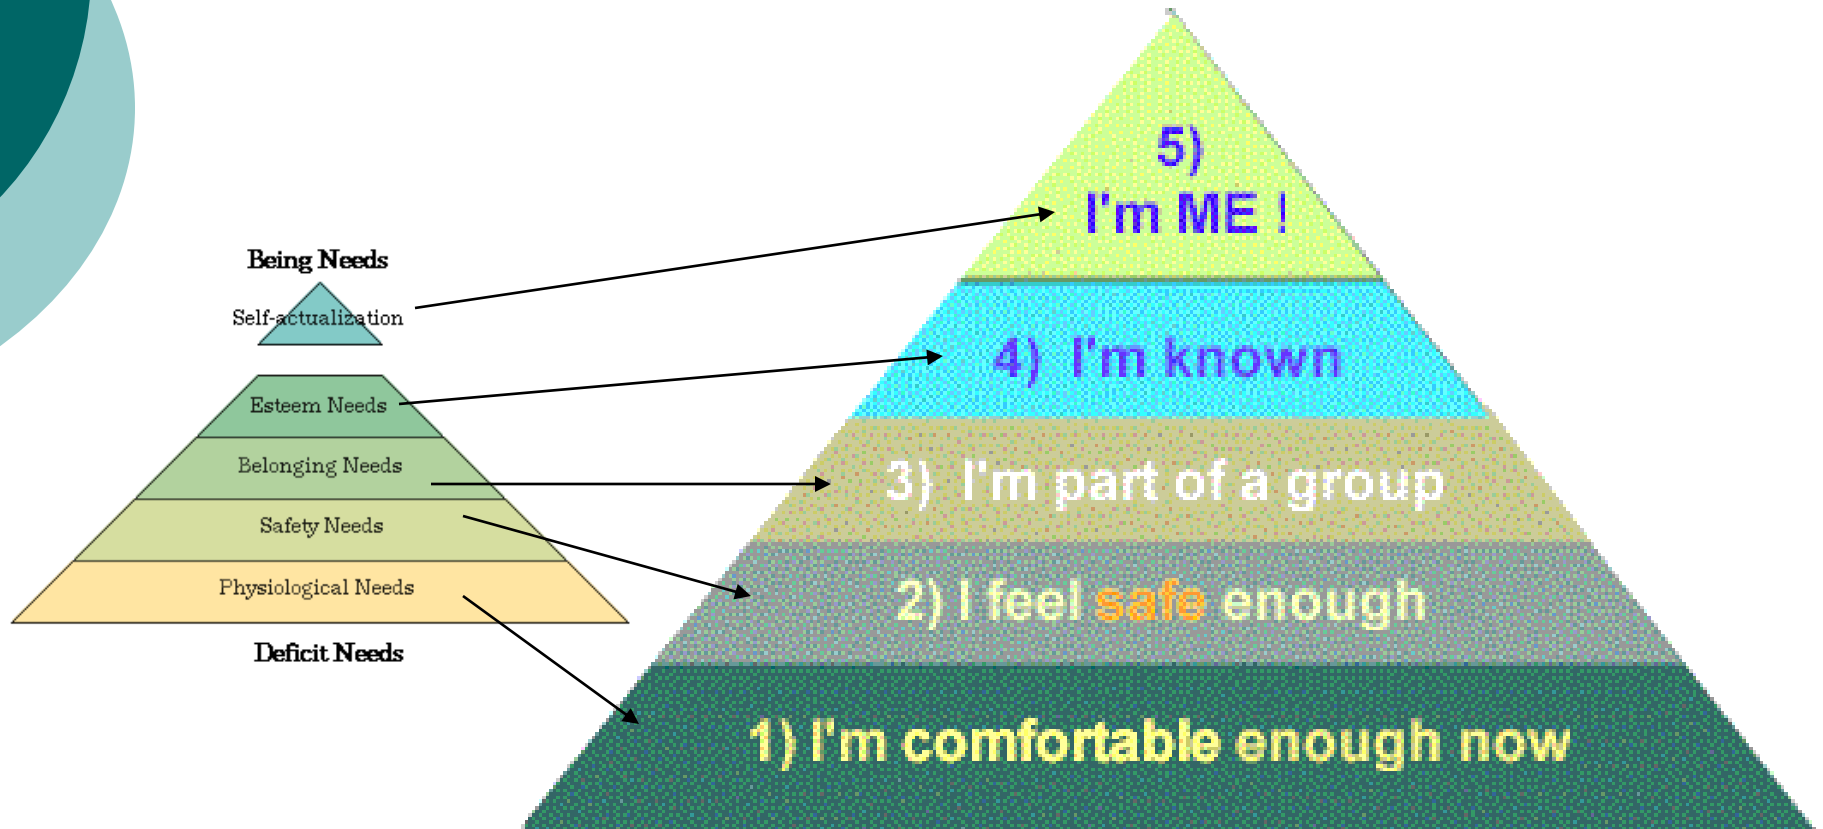 Being Needs
Self-actualization
Esteem Needs
Belonging Needs
Safety Needs
Physiological Needs
Deficit Needs
5)
I'm ME !
4) I'm known
3) I'm part of a group
2) I feel safe enough
1) I'm comfortable enough now